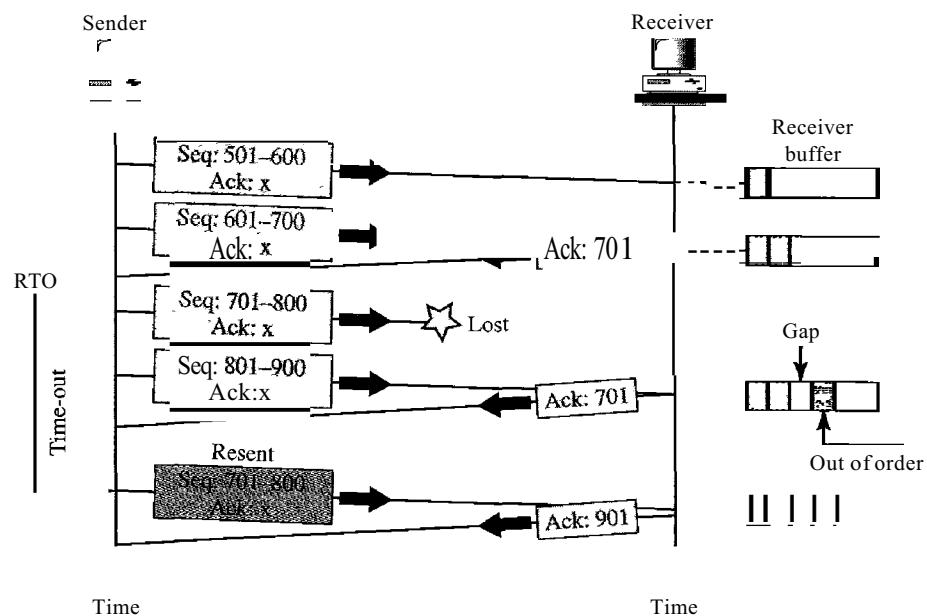 Sender
Receiver
Receiver
buffer
Seq: 501–600
Ack: x
Seq: 601–700
Ack: x
Ack: 701
RTO
Seq: 701–800
Ack: x
Lost
Gap
Seq: 801–900
Ack:x
Ack: 701
Time-out
Out of order
Resent
Seq: 701–800
Ack: x
Ack: 901
Time
Time